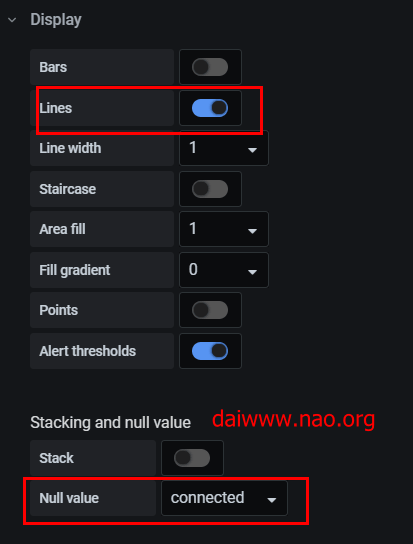 Display
Bars
Lines
Line width 1
Staircase
Area fill 1
Fill gradient 0
Points
Alert thresholds
Stacking and null value daiwww.nao.org
Stack
Null value connected